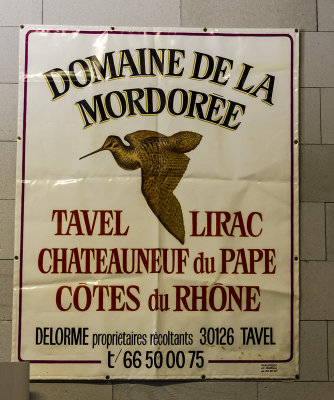 DOMAINE DE LA
MORDORÉE
TAVEL LIRAC
CHATEAUNEUF du PAPE
CÔTES du RHÔNE
DELORME propriétaires récoltants 30126 TAVEL
t/66 50 00 75